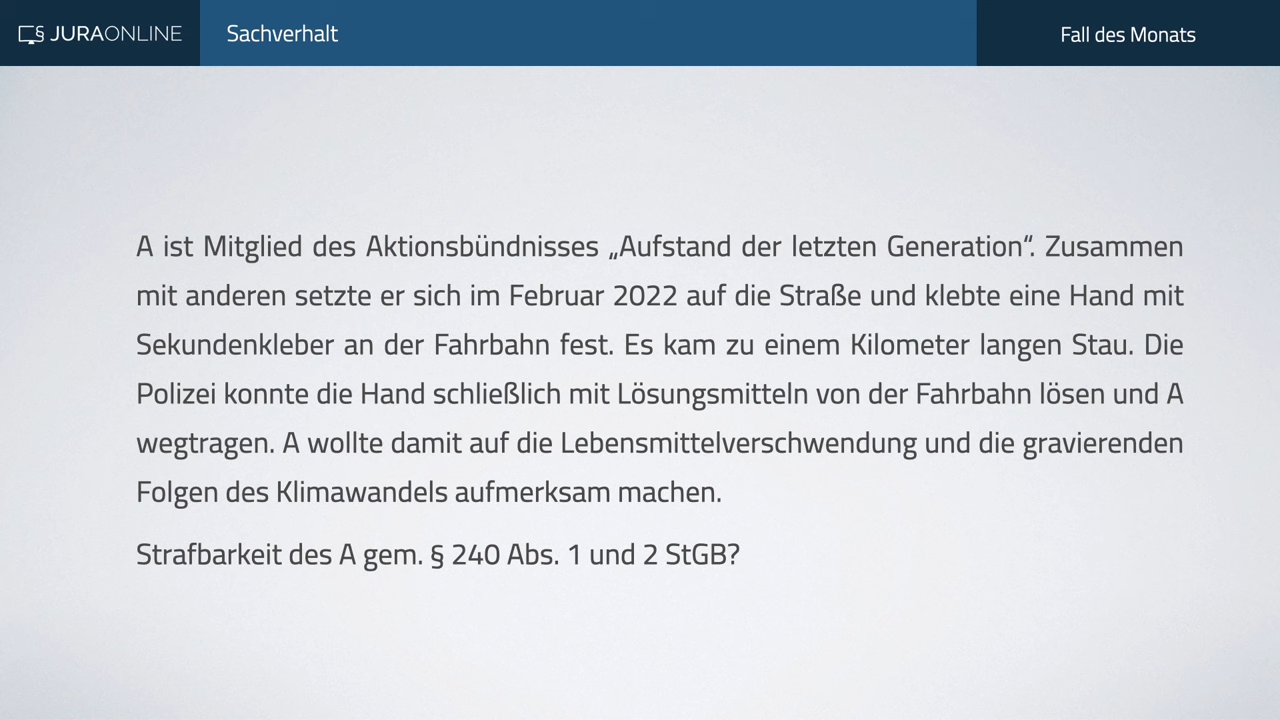 § JURAONLINE
Sachverhalt
Fall des Monats
A ist Mitglied des Aktionsbündnisses „Aufstand der letzten Generation“. Zusammen
mit anderen setzte er sich im Februar 2022 auf die Straße und klebte eine Hand mit
Sekundenkleber an der Fahrbahn fest. Es kam zu einem Kilometer langen Stau. Die
Polizei konnte die Hand schließlich mit Lösungsmitteln von der Fahrbahn lösen und A
wegtragen. A wollte damit auf die Lebensmittelverschwendung und die gravierenden
Folgen des Klimawandels aufmerksam machen.
Strafbarkeit des A gem. § 240 Abs. 1 und 2 StGB?